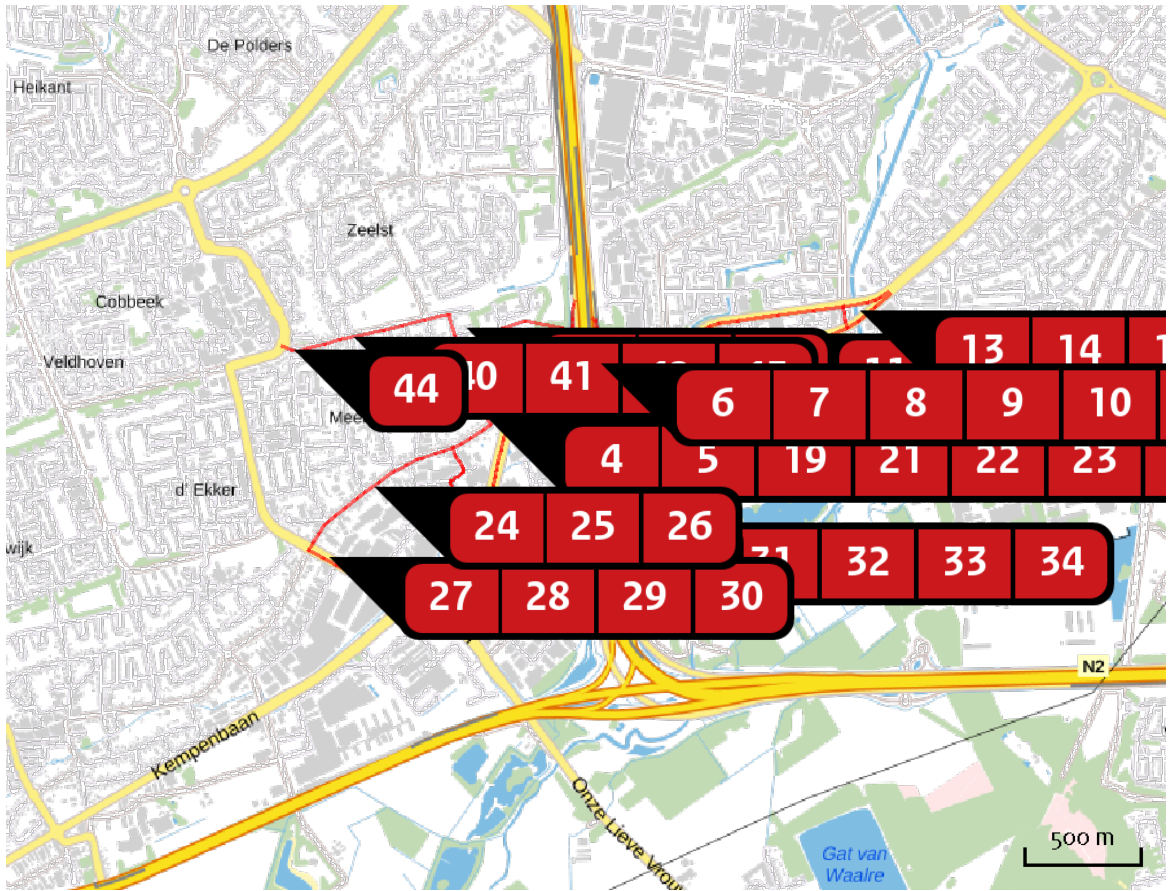 De Polders
Heikant
Zeelst
Cobbeek
Veldhoven
13 14
44 40 41
6 7 8 9 10
4 5 19 21 22 23
d' Ekker
24 25 26
wijk
31 32 33 34
27 28 29 30
N2
Kempenbaan
Onze Lieve Vrou
500 m
Gat van
Waalre